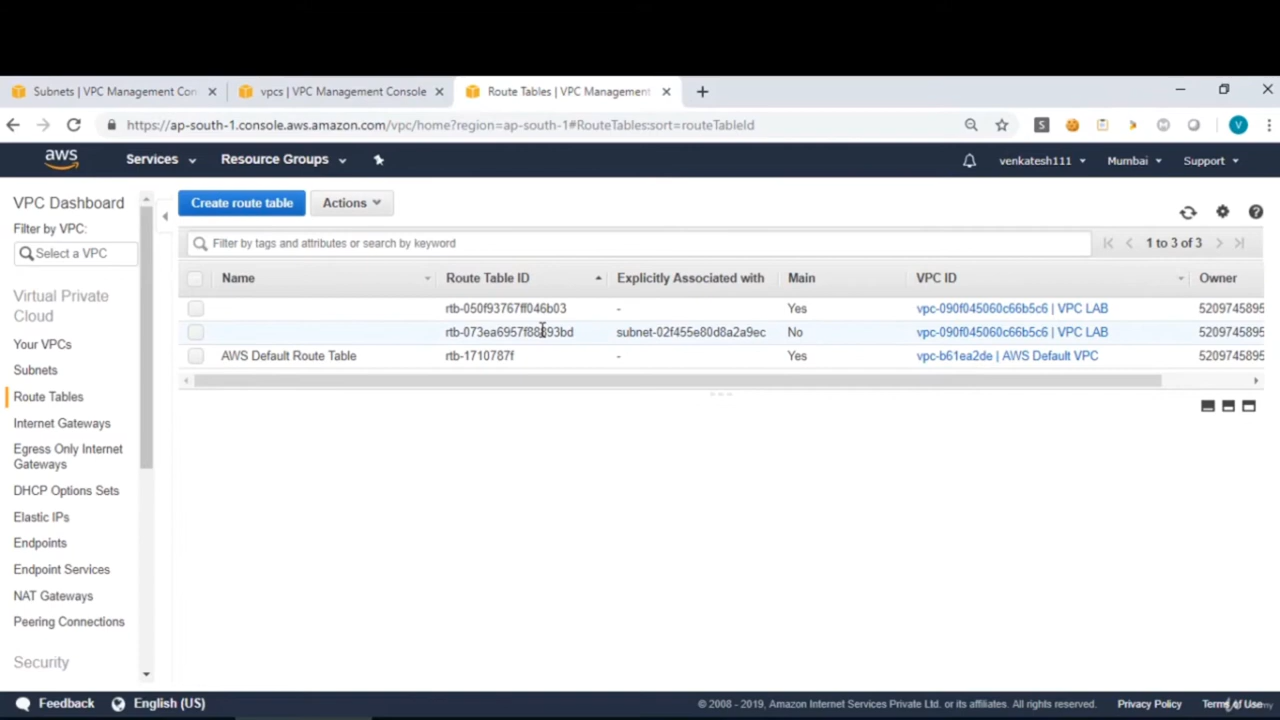 Subnets | VPC Management Con
vpcs | VPC Management Console
Route Tables | VPC Management
https://ap-south-1.console.aws.amazon.com/vpc/home?region=ap-south-1#RouteTables:sort=routeTableId
S
V
aws
Services
Resource Groups
venkatesh111
Mumbai
Support
VPC Dashboard
Filter by VPC:
Select a VPC
Virtual Private
Cloud
Your VPCs
Subnets
Route Tables
Internet Gateways
Egress Only Internet
Gateways
DHCP Options Sets
Elastic IPs
Endpoints
Endpoint Services
NAT Gateways
Peering Connections
Security
Create route table
Actions
Filter by tags and attributes or search by keyword
1 to 3 of 3
Name Route Table ID Explicitly Associated with Main VPC ID Owner
rtb-050f93767ff046b03 - Yes vpc-090f045060c66b5c6 | VPC LAB 5209745895
subnet-02f455e80d8a2a9ec No vpc-090f045060c66b5c6 | VPC LAB 5209745895
AWS Default Route Table rtb-1710787f - Yes vpc-b61ea2de | AWS Default VPC 5209745895
Feedback
English (US)
© 2008 - 2019, Amazon Internet Services Private Ltd. or its affiliates. All rights reserved.
Privacy Policy
Terms of Use